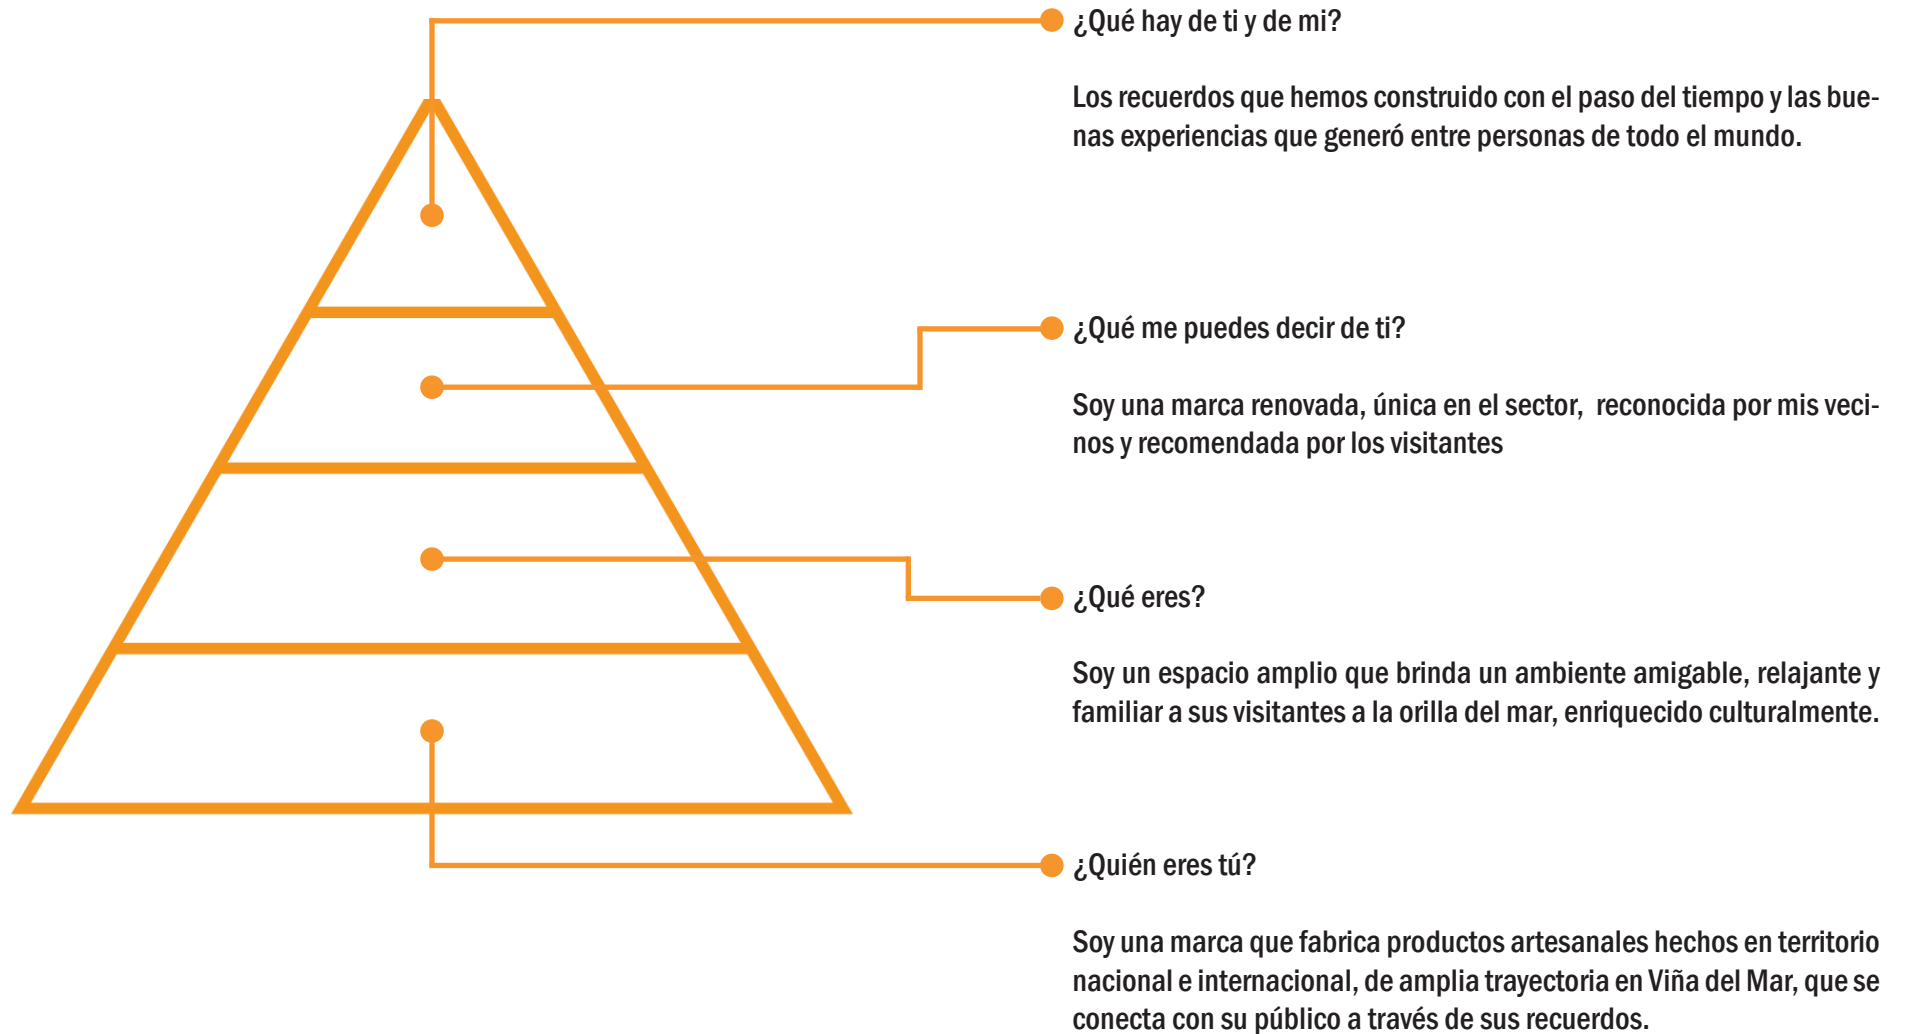 ¿Qué hay de ti y de mi?
Los recuerdos que hemos construido con el paso del tiempo y las bue-
nas experiencias que generó entre personas de todo el mundo.
¿Qué me puedes decir de ti?
Soy una marca renovada, única en el sector,  reconocida por mis veci-
nos y recomendada por los visitantes
¿Qué eres?
Soy un espacio amplio que brinda un ambiente amigable, relajante y
familiar a sus visitantes a la orilla del mar, enriquecido culturalmente.
¿Quién eres tú?
Soy una marca que fabrica productos artesanales hechos en territorio
nacional e internacional, de amplia trayectoria en Viña del Mar, que se
conecta con su público a través de sus recuerdos.